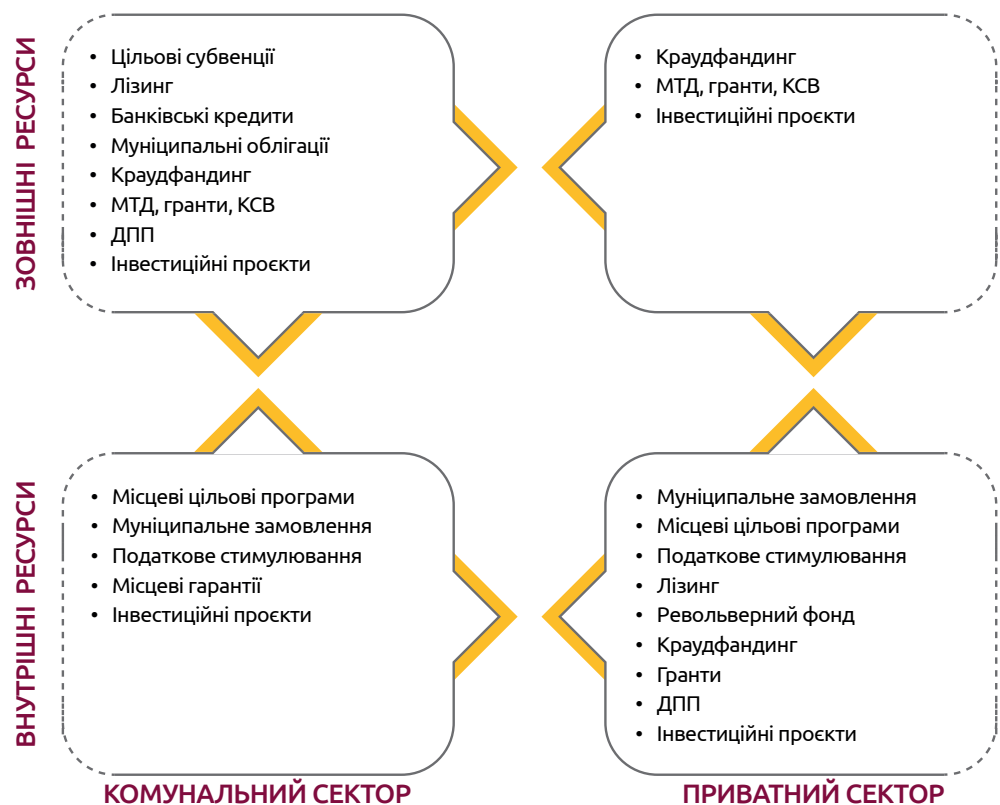 ЗОВНІШНІ РЕСУРСИ
• Цільові субвенції
• Лізинг
• Банківські кредити
• Муніципальні облігації
• Краудфандинг
• МТД, гранти, КСВ
• ДПП
• Інвестиційні проєкти
• Краудфандинг
• МТД, гранти, КСВ
• Інвестиційні проєкти
ВНУТРІШНІ РЕСУРСИ
• Місцеві цільові програми
• Муніципальне замовлення
• Податкове стимулювання
• Місцеві гарантії
• Інвестиційні проєкти
• Муніципальне замовлення
• Місцеві цільові програми
• Податкове стимулювання
• Лізинг
• Револьверний фонд
• Краудфандинг
• Гранти
• ДПП
• Інвестиційні проєкти
КОМУНАЛЬНИЙ СЕКТОР
ПРИВАТНИЙ СЕКТОР